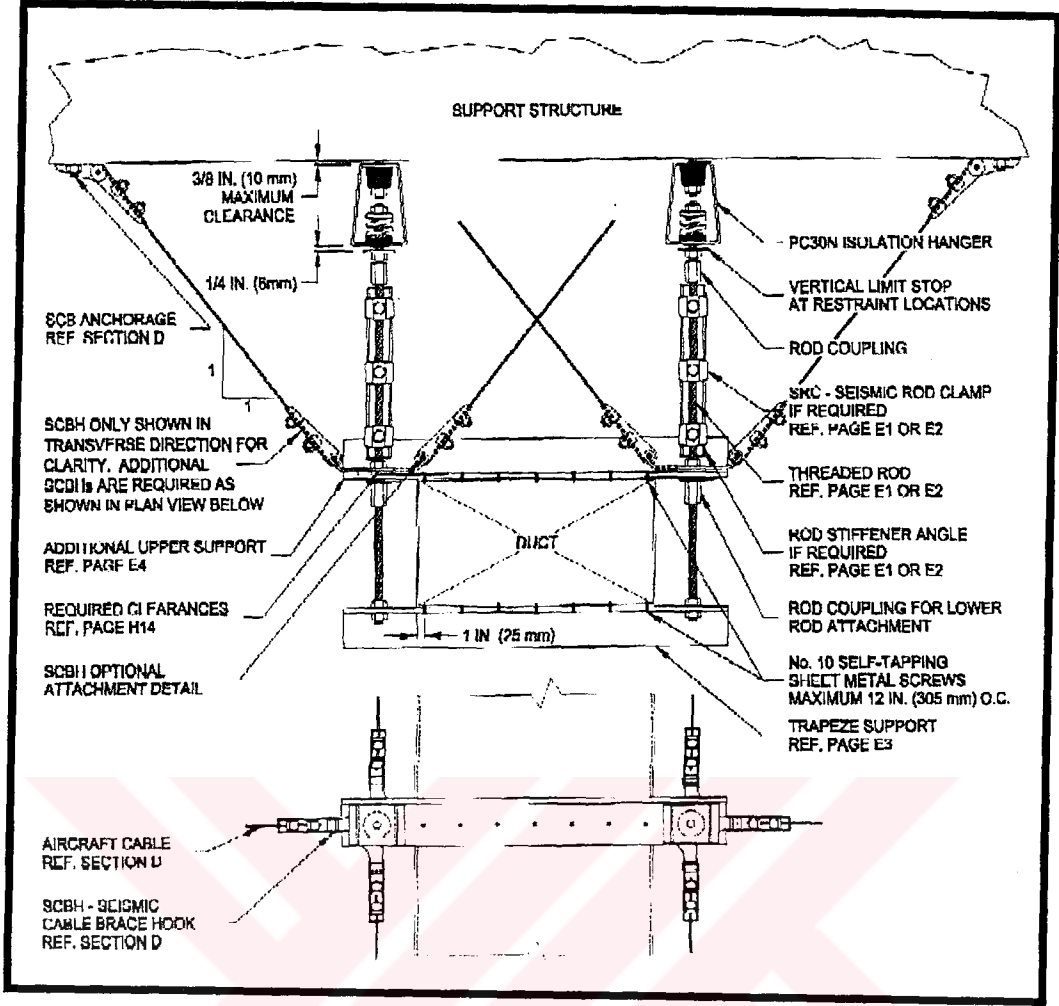 SUPPORT STRUCTURE
3/8 IN. (10 mm)
MAXIMUM
CLEARANCE
1/4 IN. (6mm)
SCB ANCHORAGE
REF. SECTION D
1
1
SCBH ONLY SHOWN IN
TRANSVERSE DIRECTION FOR
CLARITY. ADDITIONAL
SCBHs ARE REQUIRED AS
SHOWN IN PLAN VIEW BELOW
ADDITIONAL UPPER SUPPORT
REF. PAGE E4
REQUIRED CLEARANCES
REF. PAGE H14
SCBH OPTIONAL
ATTACHMENT DETAIL
PC30N ISOLATION HANGER
VERTICAL LIMIT STOP
AT RESTRAINT LOCATIONS
ROD COUPLING
SRC - SEISMIC ROD CLAMP
IF REQUIRED
REF. PAGE E1 OR E2
THREADED ROD
REF. PAGE E1 OR E2
ROD STIFFENER ANGLE
IF REQUIRED
REF. PAGE E1 OR E2
ROD COUPLING FOR LOWER
ROD ATTACHMENT
No. 10 SELF-TAPPING
SHEET METAL SCREWS
MAXIMUM 12 IN. (305 mm) O.C.
TRAPEZE SUPPORT
REF. PAGE E3
DUCT
1 IN (25 mm)
AIRCRAFT CABLE
REF. SECTION D
SCBH - SEISMIC
CABLE BRACE HOOK
REF. SECTION D